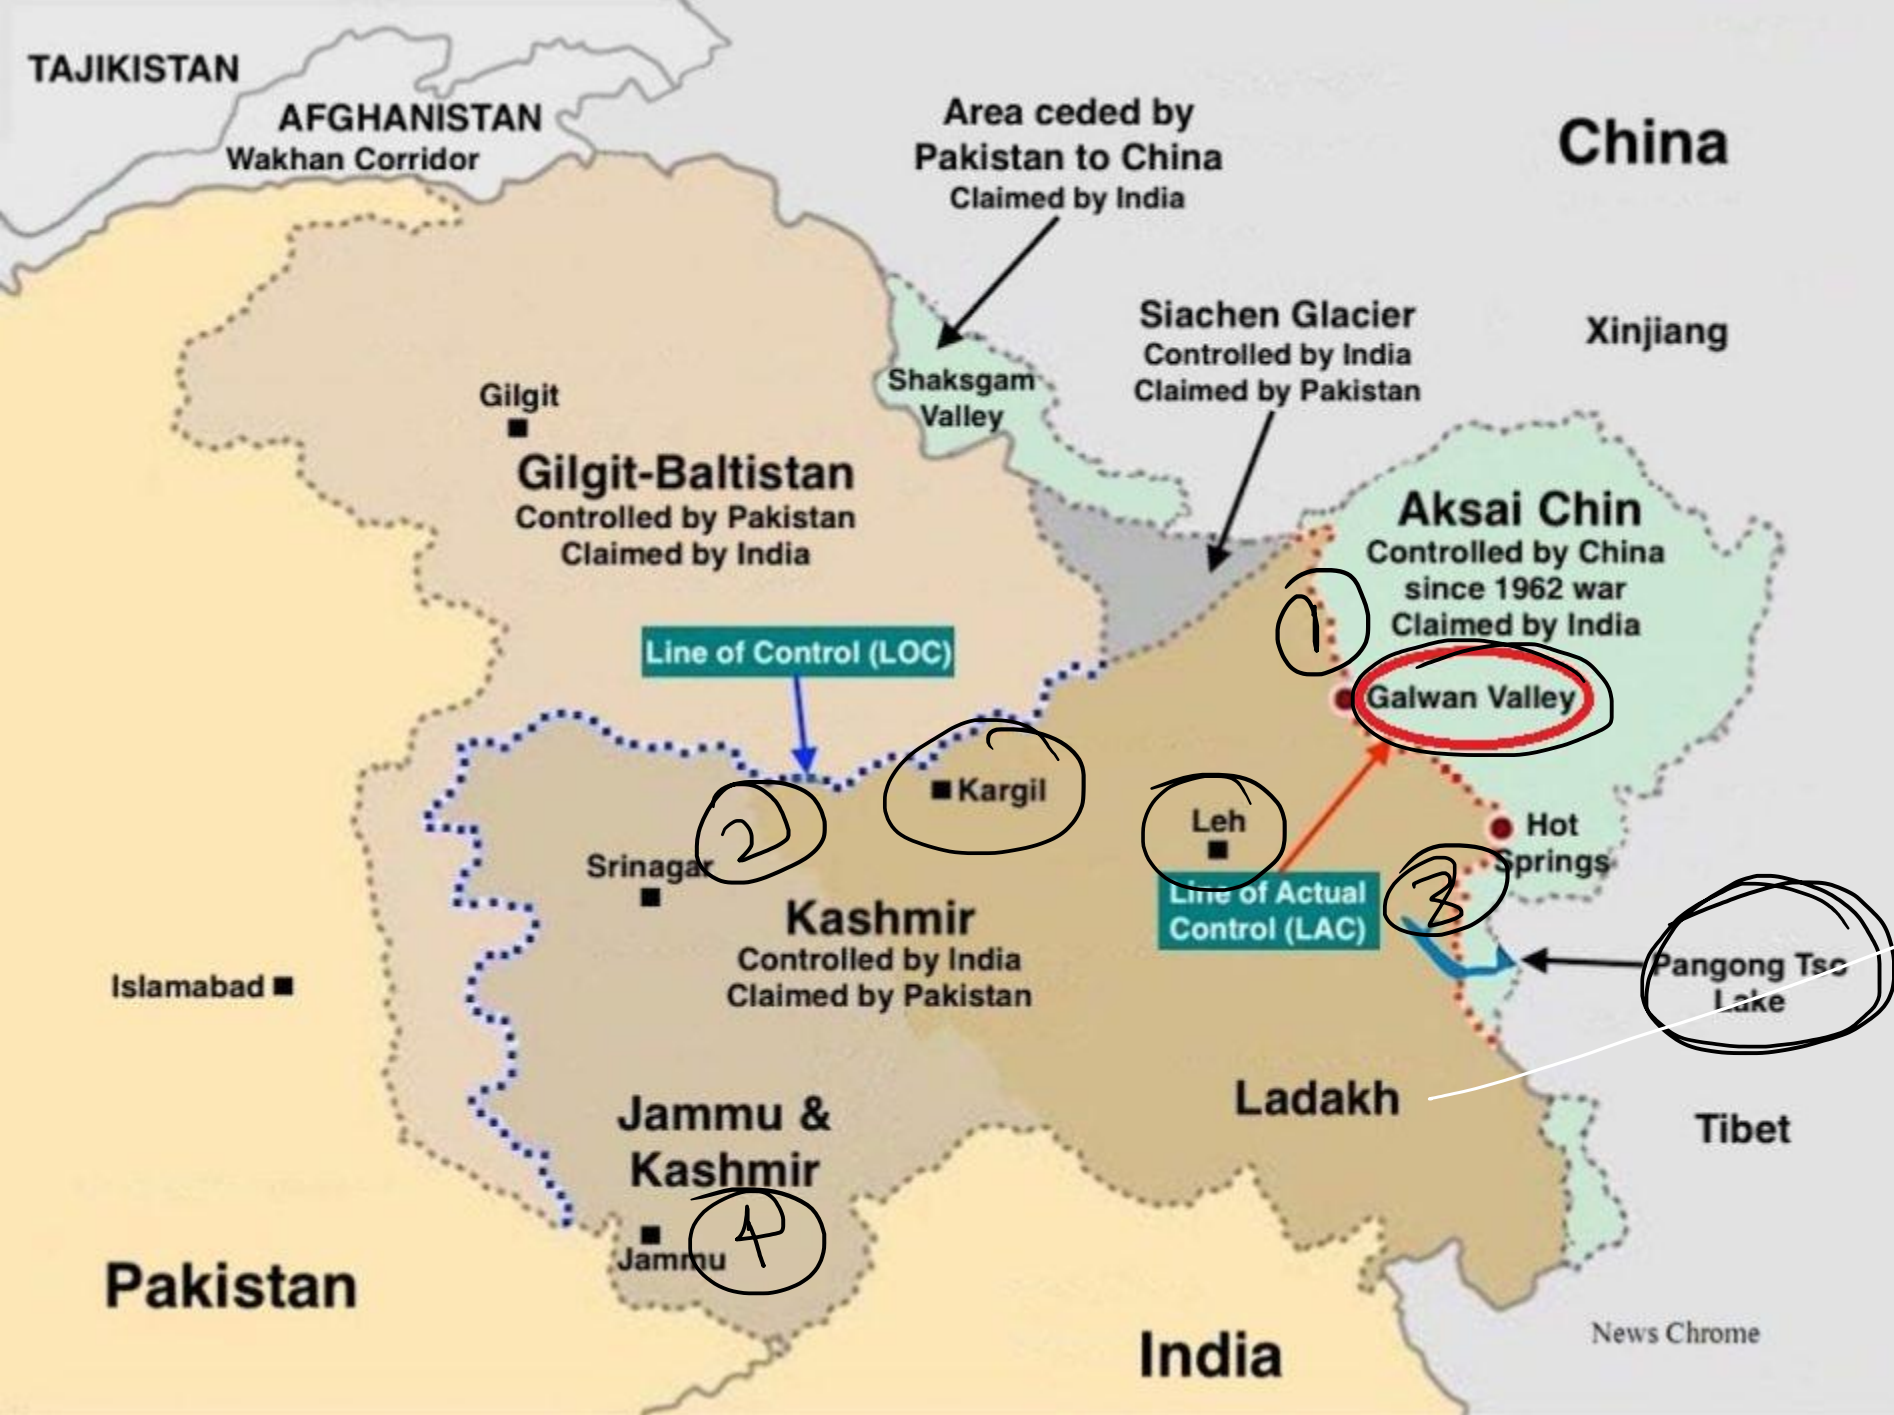 TAJIKISTAN
AFGHANISTAN
Wakhan Corridor
Area ceded by
Pakistan to China
Claimed by India
China
Siachen Glacier
Controlled by India
Claimed by Pakistan
Xinjiang
Shaksgam
Valley
Gilgit
Gilgit-Baltistan
Controlled by Pakistan
Claimed by India
Aksai Chin
Controlled by China
since 1962 war
Claimed by India
1
Line of Control (LOC)
Galwan Valley
Kargil
Leh
2
Hot
Springs
Srinagar
3
Line of Actual
Control (LAC)
Kashmir
Controlled by India
Claimed by Pakistan
Islamabad
Pangong Tso
Lake
Ladakh
Jammu &
Kashmir
Tibet
4
Jammu
Pakistan
India
News Chrome